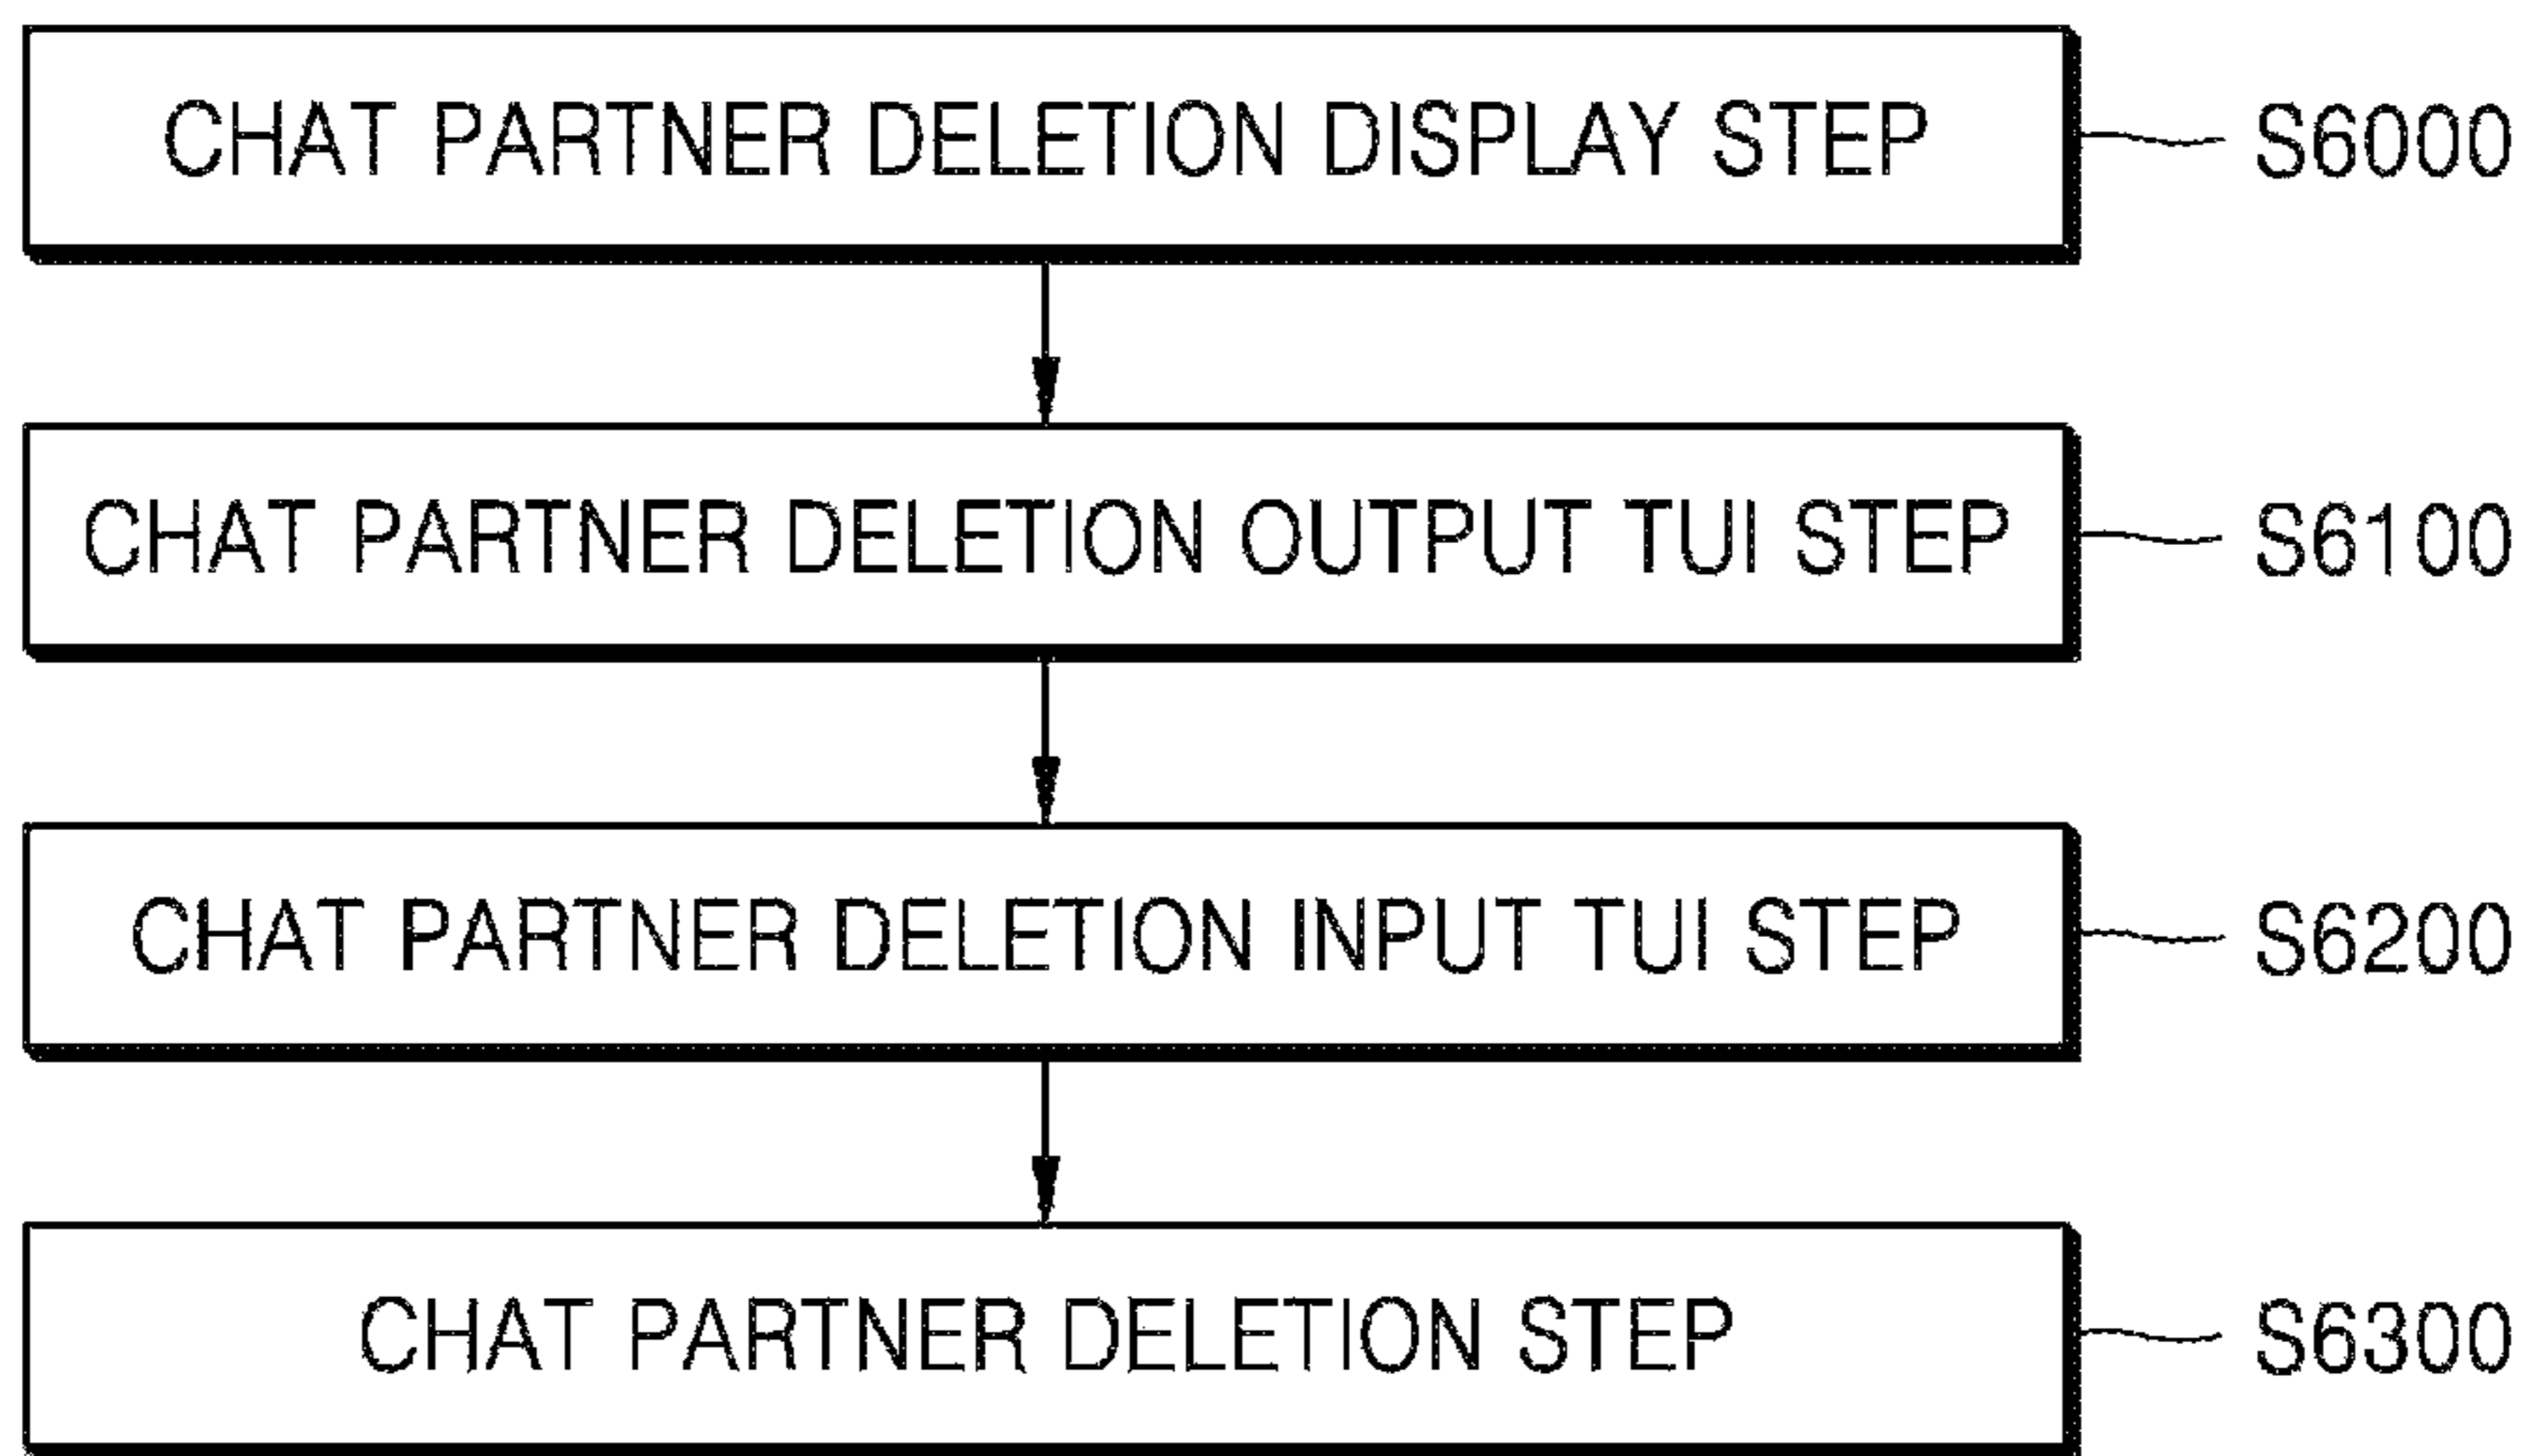 CHAT PARTNER DELETION DISPLAY STEP S6000
CHAT PARTNER DELETION OUTPUT TUI STEP S6100
CHAT PARTNER DELETION INPUT TUI STEP S6200
CHAT PARTNER DELETION STEP S6300